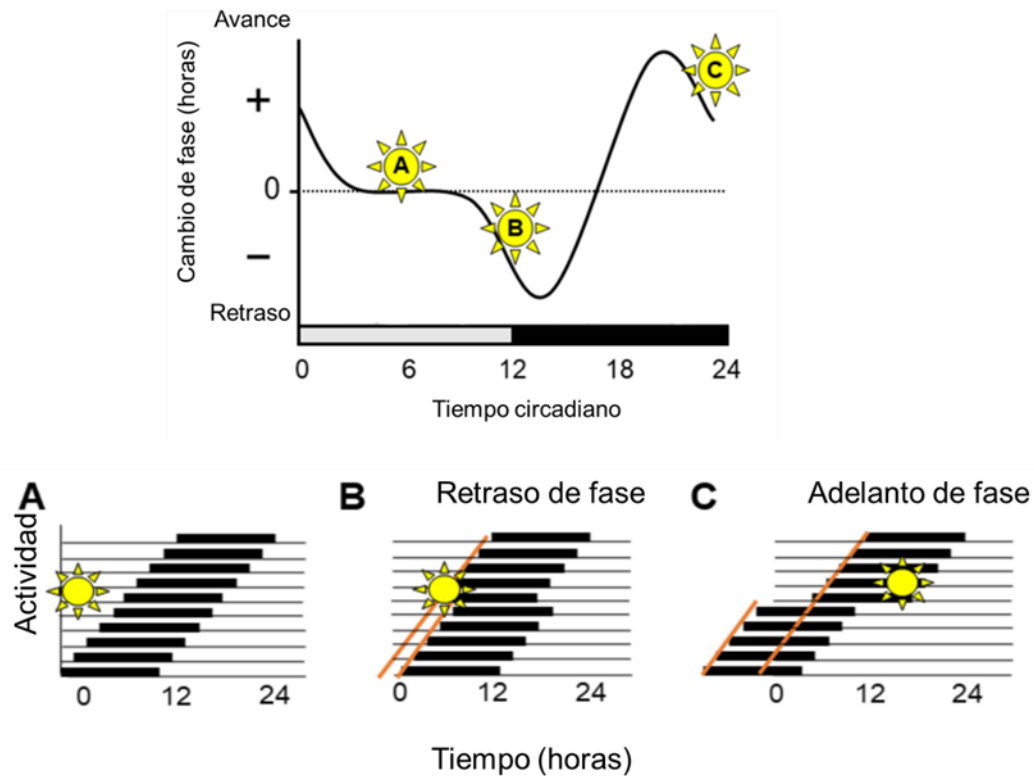 Avance
Cambio de fase (horas)
+
0
−
Retraso
A
B
C
0 6 12 18 24
Tiempo circadiano
A
B Retraso de fase
C Adelanto de fase
Actividad
0 12 24
0 12 24
0 12 24
Tiempo (horas)